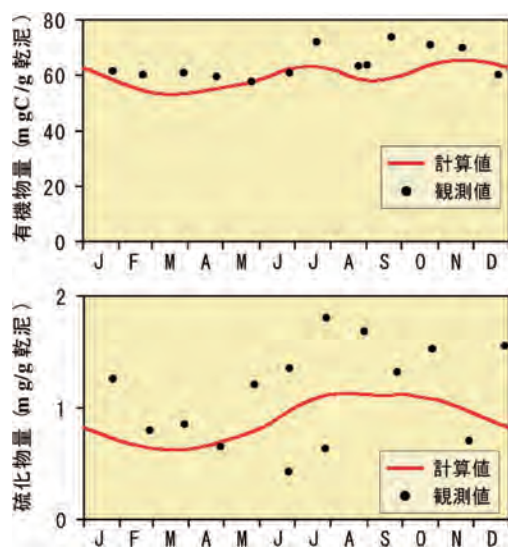 有機物量 (mgC/g乾泥)
80
60
40
20
0
計算値
観測値
J F M A M J J A S O N D
硫化物量 (mg/g乾泥)
2
1
0
計算値
観測値
J F M A M J J A S O N D